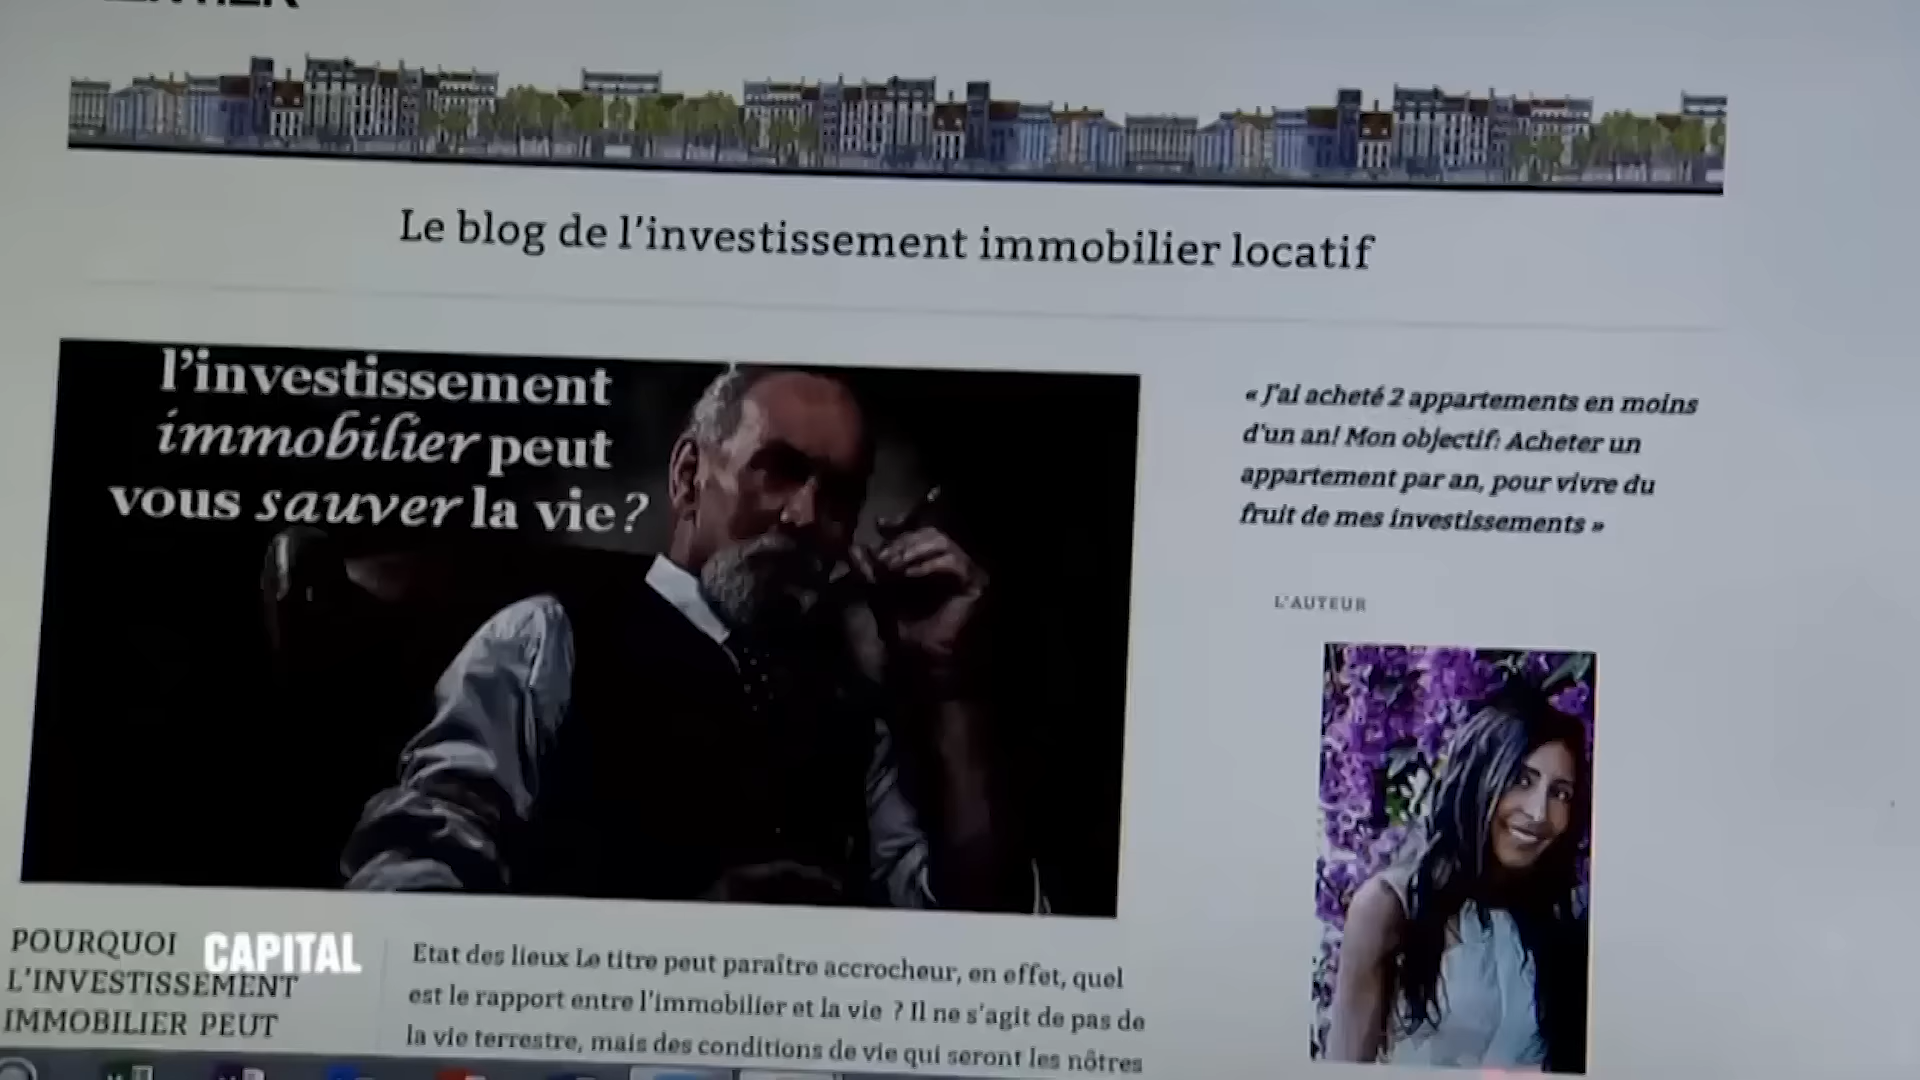 Le blog de l'investissement immobilier locatif
l'investissement
immobilier peut
vous sauver la vie?
« J'ai acheté 2 appartements en moins
d'un an! Mon objectif: Acheter un
appartement par an, pour vivre du
fruit de mes investissements »
L'AUTEUR
POURQUOI
L'INVESTISSEMENT
IMMOBILIER PEUT
CAPITAL
Etat des lieux Le titre peut paraître accrocheur, en effet, quel
est le rapport entre l'immobilier et la vie ? Il ne s'agit de pas de
la vie terrestre, mais des conditions de vie qui seront les nôtres